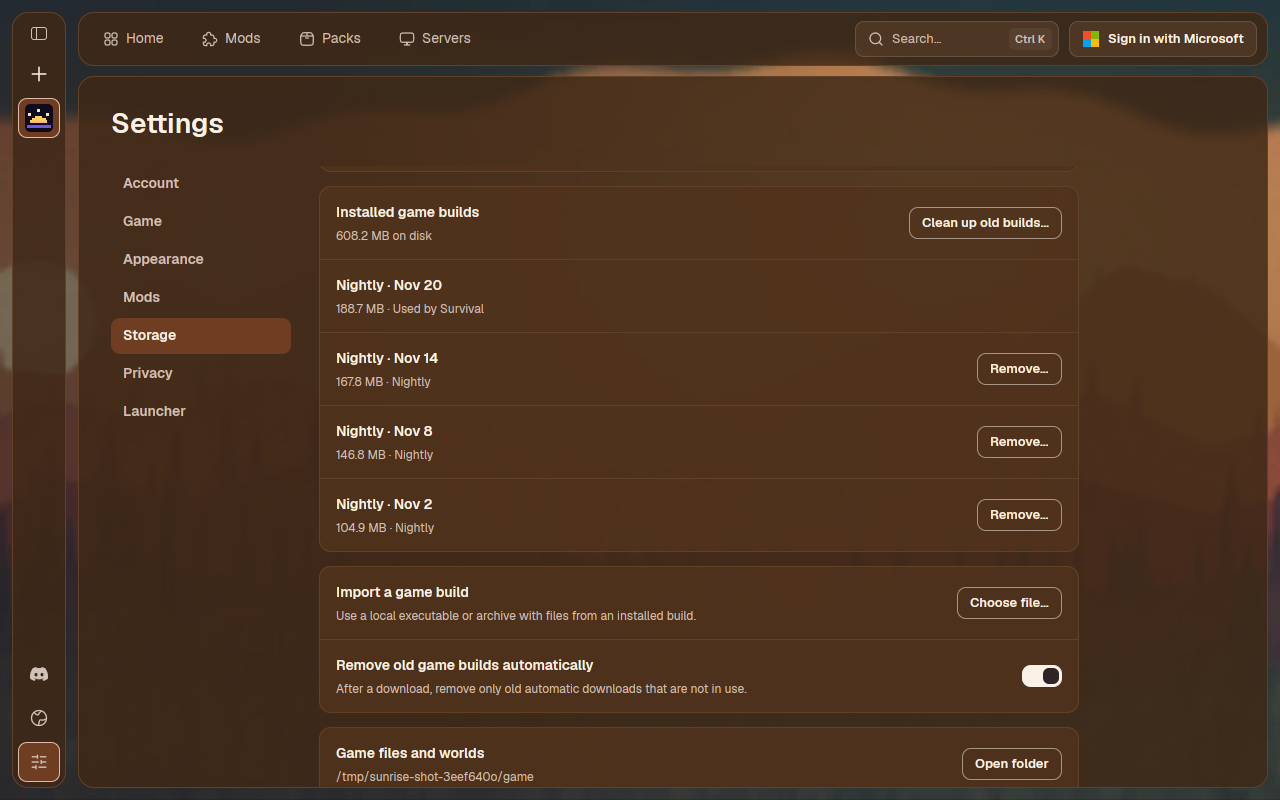 Home
Mods
Packs
Servers
Search...
Ctrl K
Sign in with Microsoft
Settings
Account
Game
Appearance
Mods
Storage
Privacy
Launcher
Installed game builds
608.2 MB on disk
Clean up old builds...
Nightly · Nov 20
188.7 MB · Used by Survival
Nightly · Nov 14
167.8 MB · Nightly
Remove...
Nightly · Nov 8
146.8 MB · Nightly
Remove...
Nightly · Nov 2
104.9 MB · Nightly
Remove...
Import a game build
Use a local executable or archive with files from an installed build.
Choose file...
Remove old game builds automatically
After a download, remove only old automatic downloads that are not in use.
Game files and worlds
/tmp/sunrise-shot-3eef640o/game
Open folder